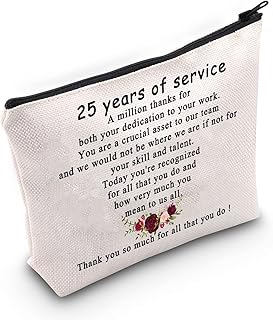 25 years of service
A million thanks for
both your dedication to your work.
You are a crucial asset to our team
and we would not be where we are if not for
your skill and talent.
Today you're recognized
for all that you do and
how very much you
mean to us all.
Thank you so much for all that you do !